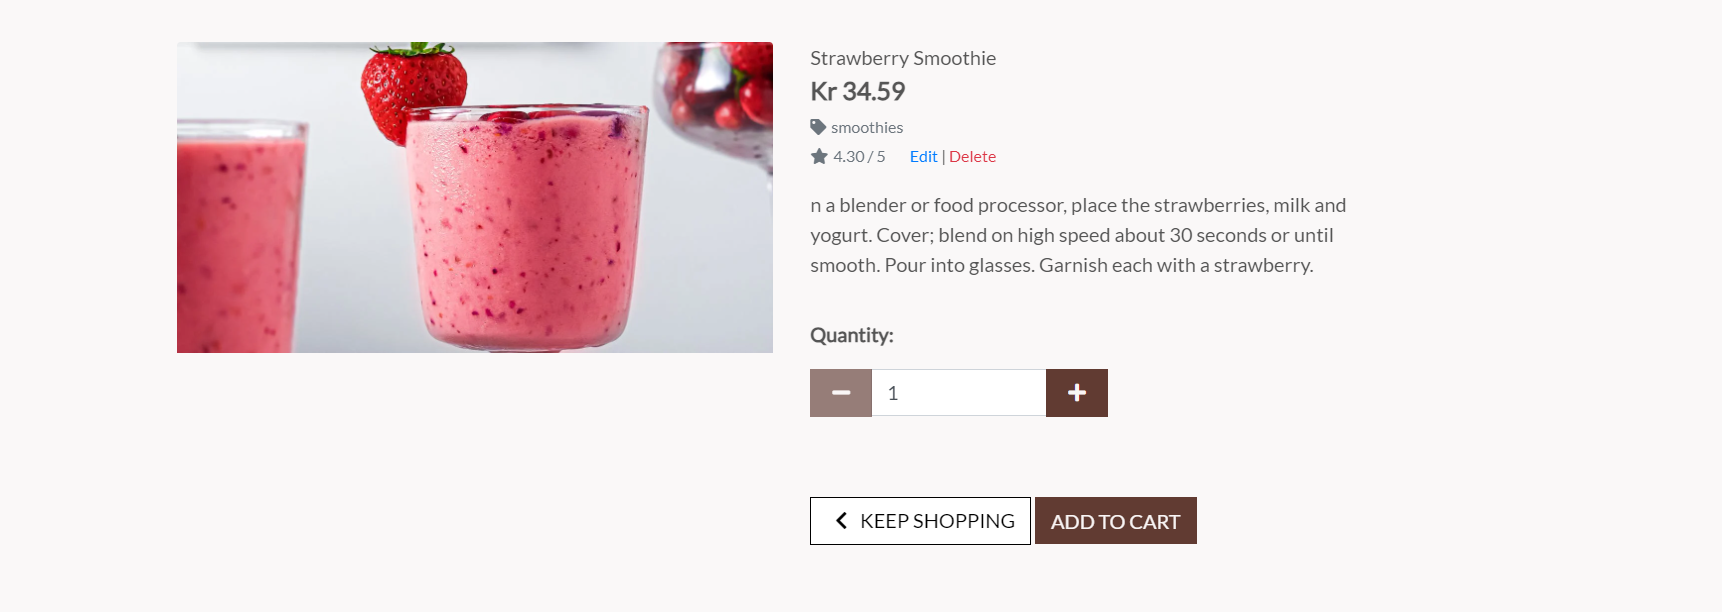 Strawberry Smoothie
Kr 34.59
smoothies
4.30 / 5 Edit | Delete
n a blender or food processor, place the strawberries, milk and
yogurt. Cover; blend on high speed about 30 seconds or until
smooth. Pour into glasses. Garnish each with a strawberry.
Quantity:
1
KEEP SHOPPING ADD TO CART